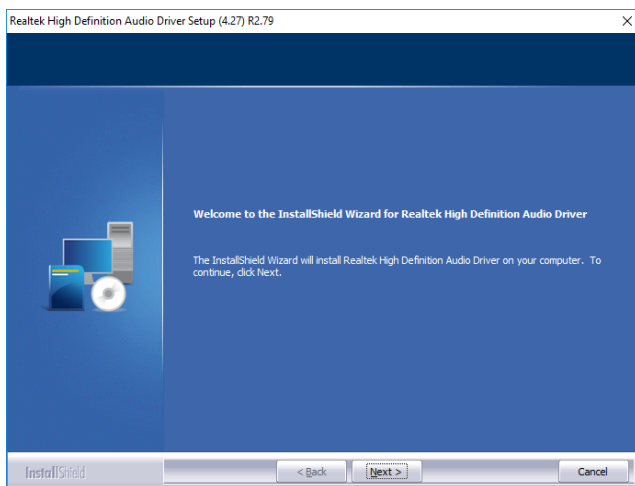 Realtek High Definition Audio Driver Setup (4.27) R2.79
Welcome to the InstallShield Wizard for Realtek High Definition Audio Driver
The InstallShield Wizard will install Realtek High Definition Audio Driver on your computer. To
continue, click Next.
InstallShield
< Back
Next >
Cancel